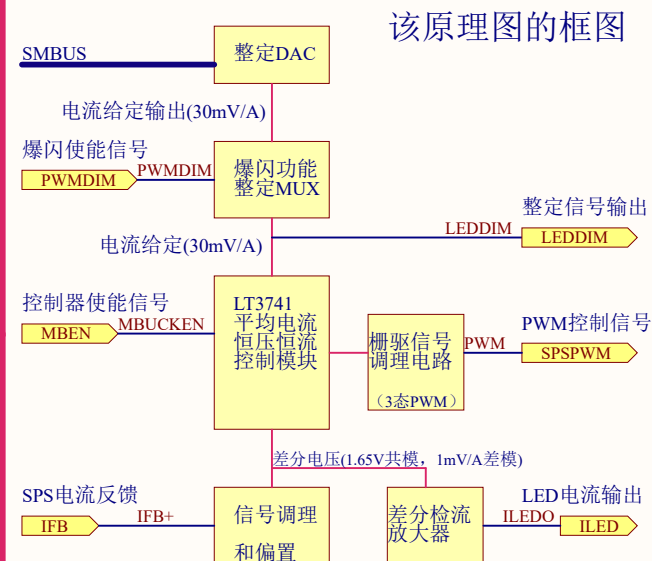 该原理图的框图
SMBUS
整定DAC
电流给定输出(30mV/A)
爆闪使能信号
PWMDIM
PWMDIM
爆闪功能
整定MUX
整定信号输出
LEDDIM
LEDDIM
电流给定(30mV/A)
控制器使能信号
MBEN
MBUCKEN
LT3741
平均电流
恒压恒流
控制模块
栅驱信号
调理电路
（3态PWM）
PWM
PWM控制信号
SPSPWM
差分电压(1.65V共模，1mV/A差模)
SPS电流反馈
IFB
IFB+
信号调理
和偏置
差分检流
放大器
LED电流输出
ILEDO
ILED